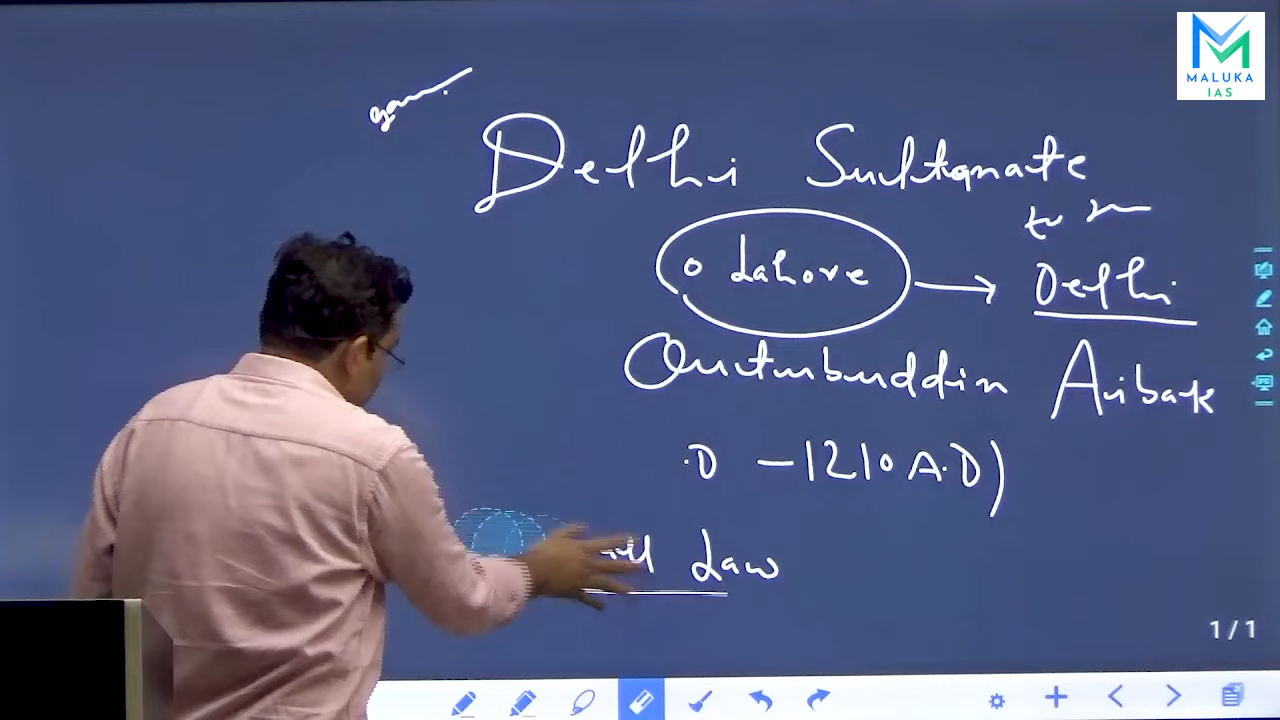 MALUKA
IAS
Delhi Sultanate
Lahore → Delhi
Qutubuddin Aibak
.D - 1210 A.D)
Law
1/1